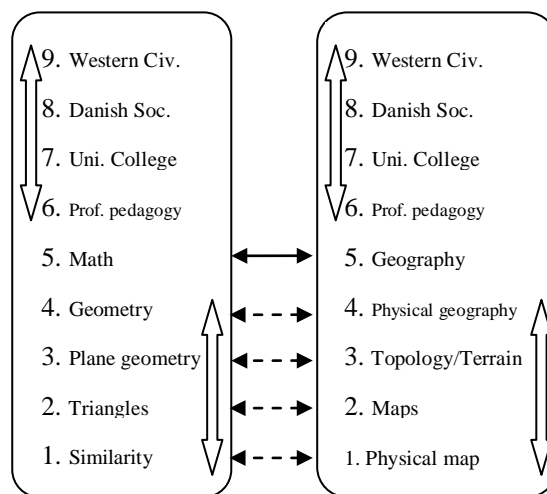 9. Western Civ.
8. Danish Soc.
7. Uni. College
6. Prof. pedagogy
5. Math
4. Geometry
3. Plane geometry
2. Triangles
1. Similarity
9. Western Civ.
8. Danish Soc.
7. Uni. College
6. Prof. pedagogy
5. Geography
4. Physical geography
3. Topology/Terrain
2. Maps
1. Physical map